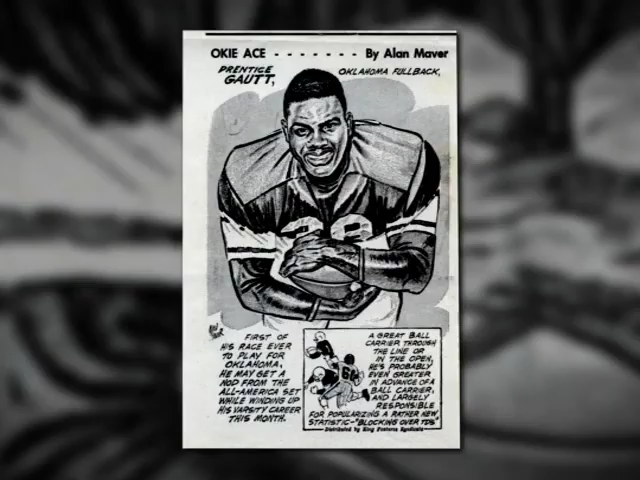 OKIE ACE - - - - - - - By Alan Maver
PRENTICE
GAUTT,
OKLAHOMA FULLBACK,
FIRST OF
HIS RACE EVER
TO PLAY FOR
OKLAHOMA,
HE MAY GET A
NOD FROM THE
ALL-AMERICA SET
WHILE WINDING UP
HIS VARSITY CAREER
THIS MONTH.
A GREAT BALL
CARRIER THROUGH
THE LINE OR
IN THE OPEN,
HE'S PROBABLY
EVEN GREATER
IN ADVANCE OF A
BALL CARRIER,
AND LARGELY
RESPONSIBLE
FOR POPULARIZING A RATHER NEW
STATISTIC-"BLOCKING OVER TDS"
Distributed by King Features Syndicate